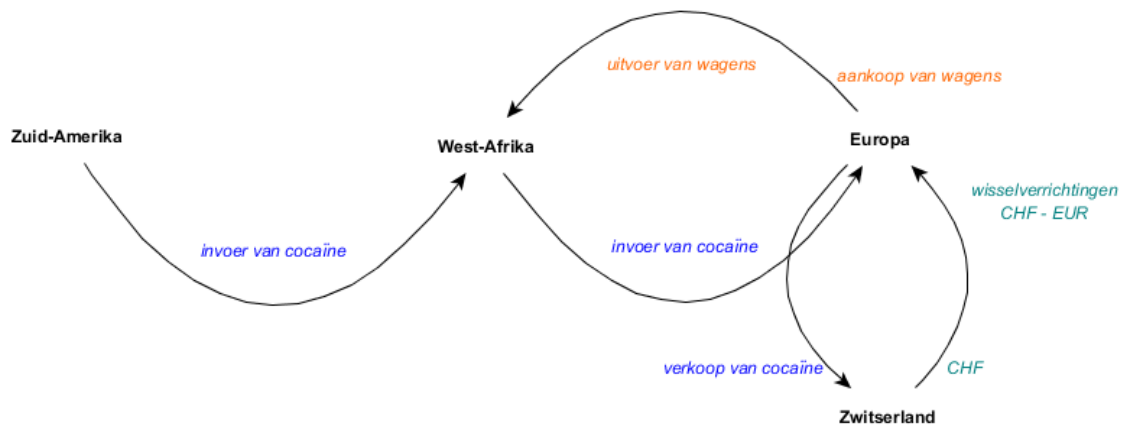 uitvoer van wagens
aankoop van wagens
Zuid-Amerika
West-Afrika
Europa
wisselverrichtingen
CHF - EUR
invoer van cocaïne
invoer van cocaïne
verkoop van cocaïne
CHF
Zwitserland